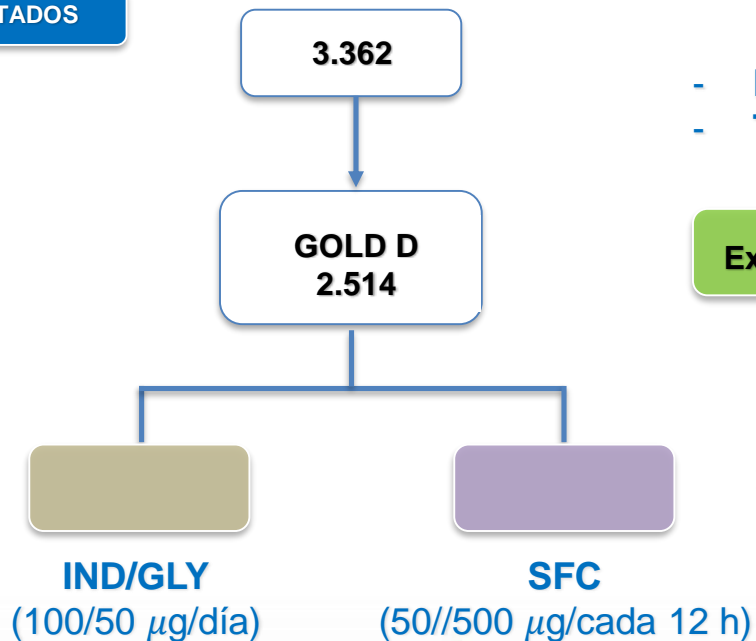 TADOS
3.362
-
-
GOLD D
2.514
Ex
IND/GLY
(100/50 µg/día)
SFC
(50//500 µg/cada 12 h)